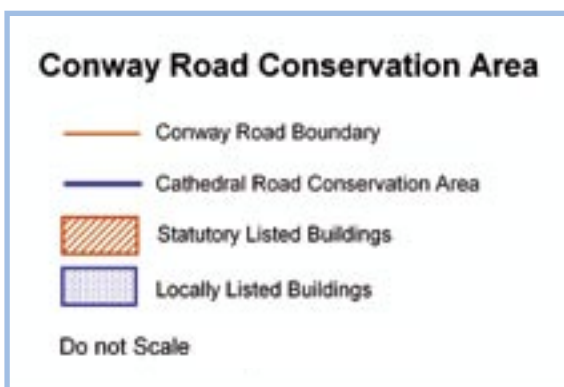 Conway Road Conservation Area
Conway Road Boundary
Cathedral Road Conservation Area
Statutory Listed Buildings
Locally Listed Buildings
Do not Scale